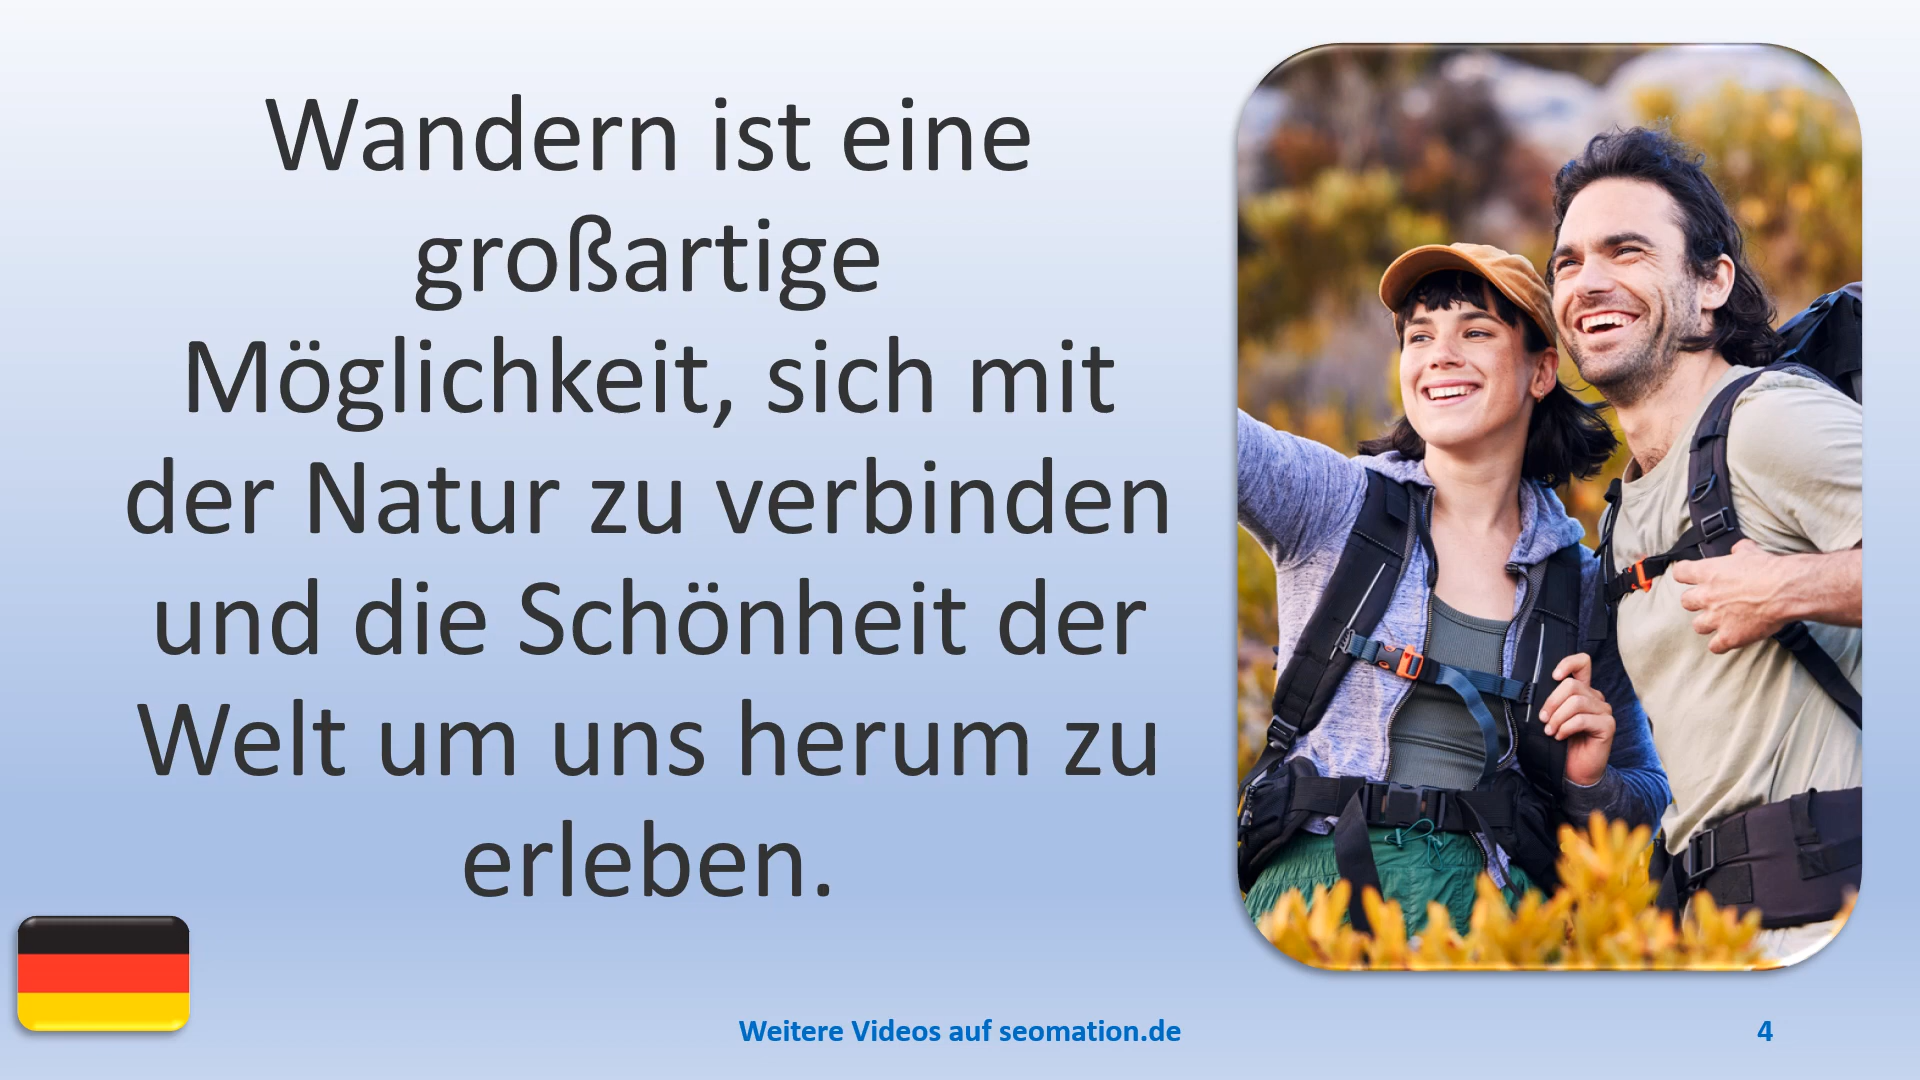 Wandern ist eine
großartige
Möglichkeit, sich mit
der Natur zu verbinden
und die Schönheit der
Welt um uns herum zu
erleben.
Weitere Videos auf seomation.de
4